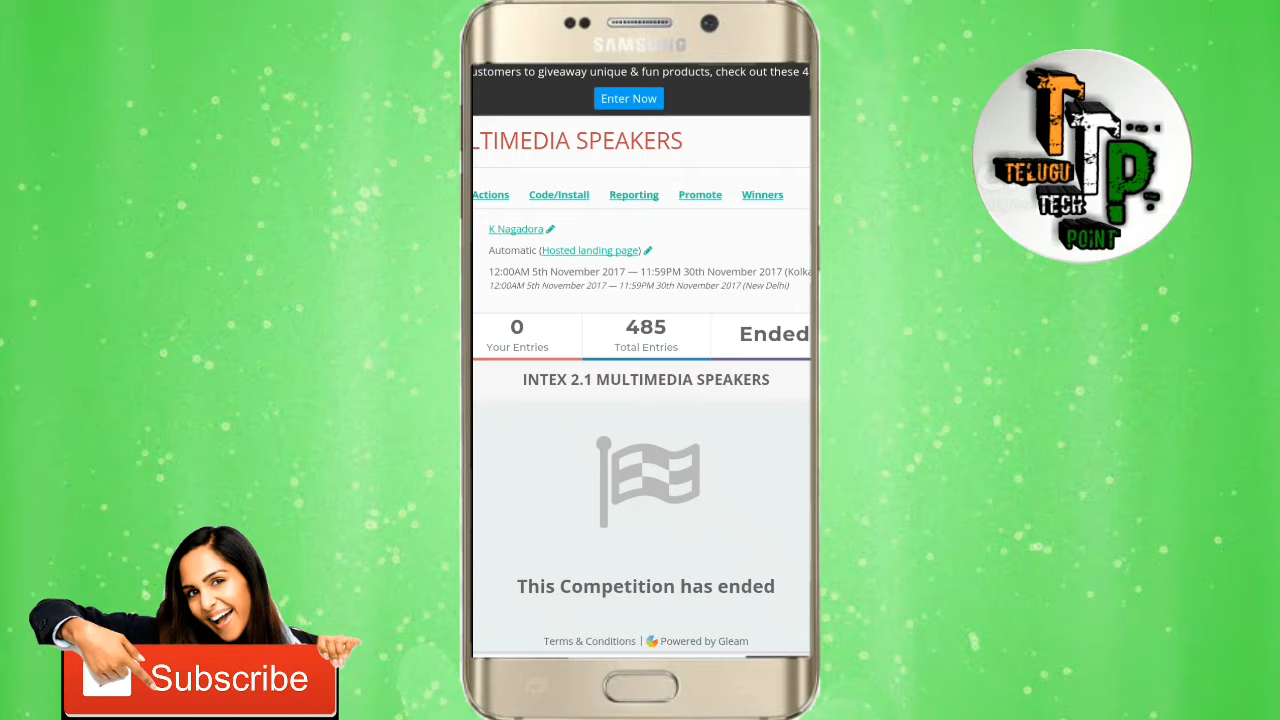 SAMSUNG
ustomers to giveaway unique & fun products, check out these 4
Enter Now
LTIMEDIA SPEAKERS
Actions Code/Install Reporting Promote Winners
K Nagadora
Automatic (Hosted landing page)
12:00AM 5th November 2017 — 11:59PM 30th November 2017 (Kolka
12:00AM 5th November 2017 — 11:59PM 30th November 2017 (New Delhi)
0 485 Ended
Your Entries Total Entries
INTEX 2.1 MULTIMEDIA SPEAKERS
This Competition has ended
Terms & Conditions | Powered by Gleam
TTP
TELUGU
TECH
POINT
Subscribe